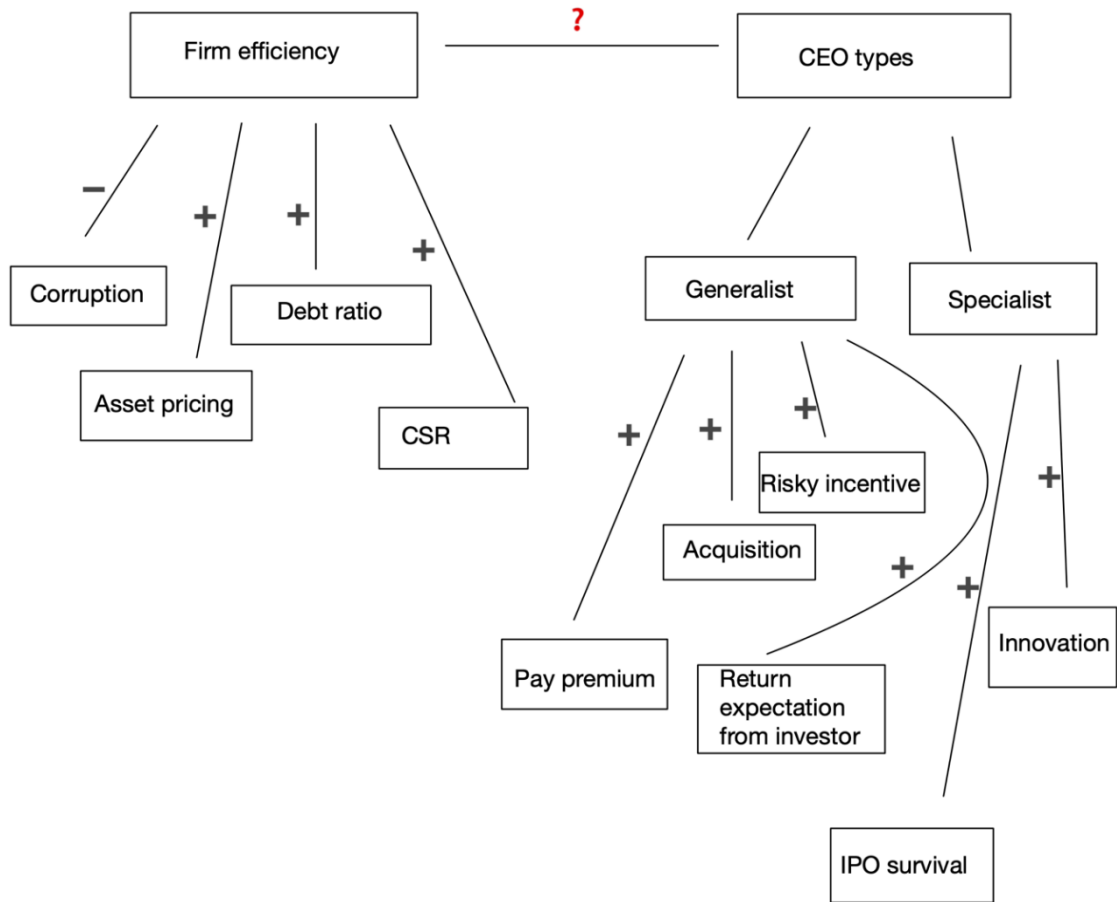 ?
Firm efficiency
CEO types
−
+
+
+
Corruption
Debt ratio
Asset pricing
CSR
Generalist
Specialist
+
+
+
+
+
+
Risky incentive
Acquisition
Pay premium
Return
expectation
from investor
Innovation
IPO survival